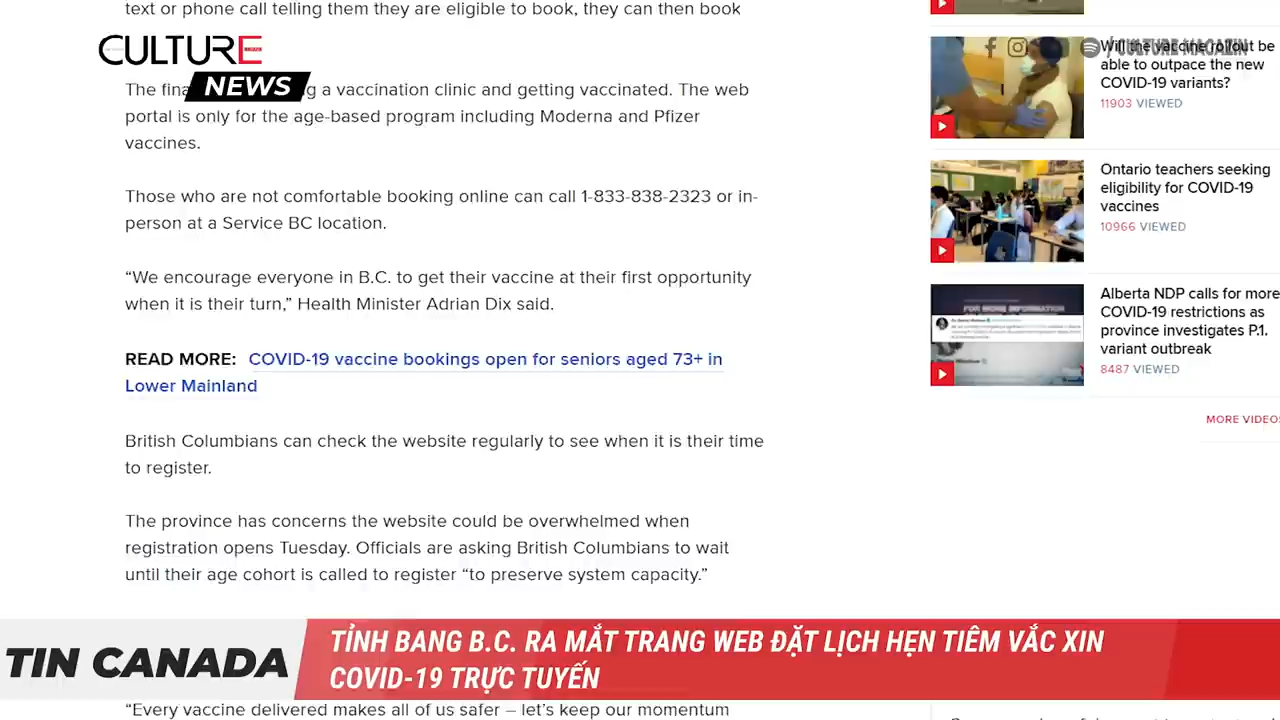 text or phone call telling them they are eligible to book, they can then book
CULTURE
NEWS
The fina
g a vaccination clinic and getting vaccinated. The web
portal is only for the age-based program including Moderna and Pfizer
vaccines.
Those who are not comfortable booking online can call 1-833-838-2323 or in-
person at a Service BC location.
“We encourage everyone in B.C. to get their vaccine at their first opportunity
when it is their turn,” Health Minister Adrian Dix said.
READ MORE: COVID-19 vaccine bookings open for seniors aged 73+ in
Lower Mainland
British Columbians can check the website regularly to see when it is their time
to register.
The province has concerns the website could be overwhelmed when
registration opens Tuesday. Officials are asking British Columbians to wait
until their age cohort is called to register “to preserve system capacity.”
“Every vaccine delivered makes all of us safer – let’s keep our momentum
/ CULTURE MAGAZIN
Will the vaccine rollout be
able to outpace the new
COVID-19 variants?
11903 VIEWED
Ontario teachers seeking
eligibility for COVID-19
vaccines
10966 VIEWED
FOR MORE INFORMATION
Alberta NDP calls for more
COVID-19 restrictions as
province investigates P.1.
variant outbreak
8487 VIEWED
MORE VIDEOS
TIN CANADA
TỈNH BANG B.C. RA MẮT TRANG WEB ĐẶT LỊCH HẸN TIÊM VẮC XIN
COVID-19 TRỰC TUYẾN